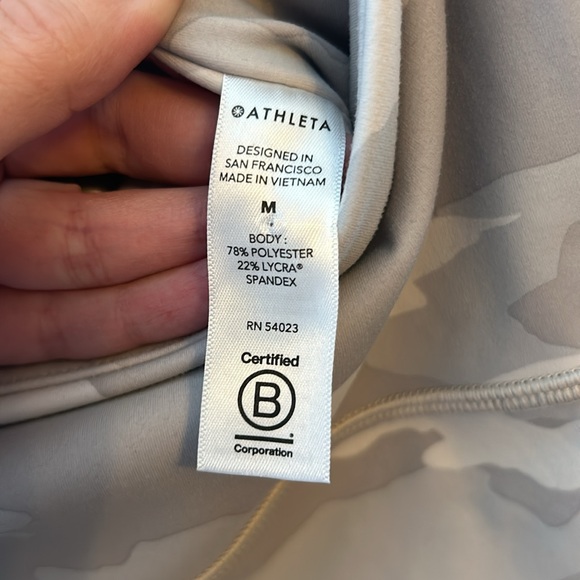 ATHLETA
DESIGNED IN
SAN FRANCISCO
MADE IN VIETNAM
M
BODY :
78% POLYESTER
22% LYCRA®
SPANDEX
RN 54023
Certified
B
Corporation